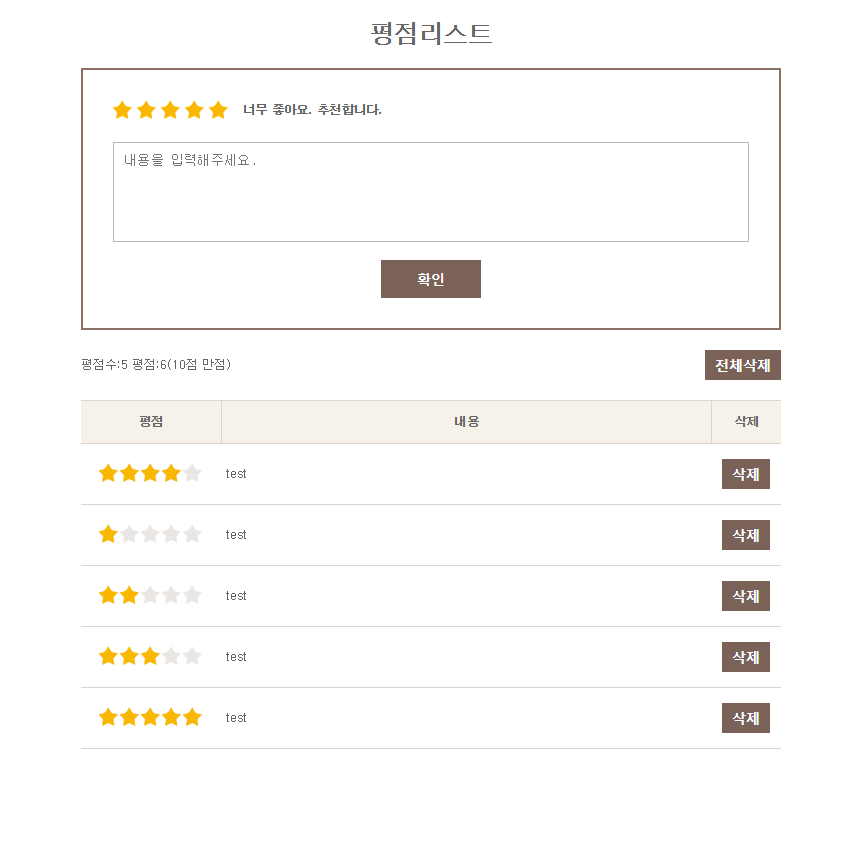 평점리스트
너무 좋아요. 추천합니다.
내용을 입력해주세요.
확인
평점수:5 평점:6(10점 만점)
전체삭제
평점 내용 삭제
test 삭제
test 삭제
test 삭제
test 삭제
test 삭제